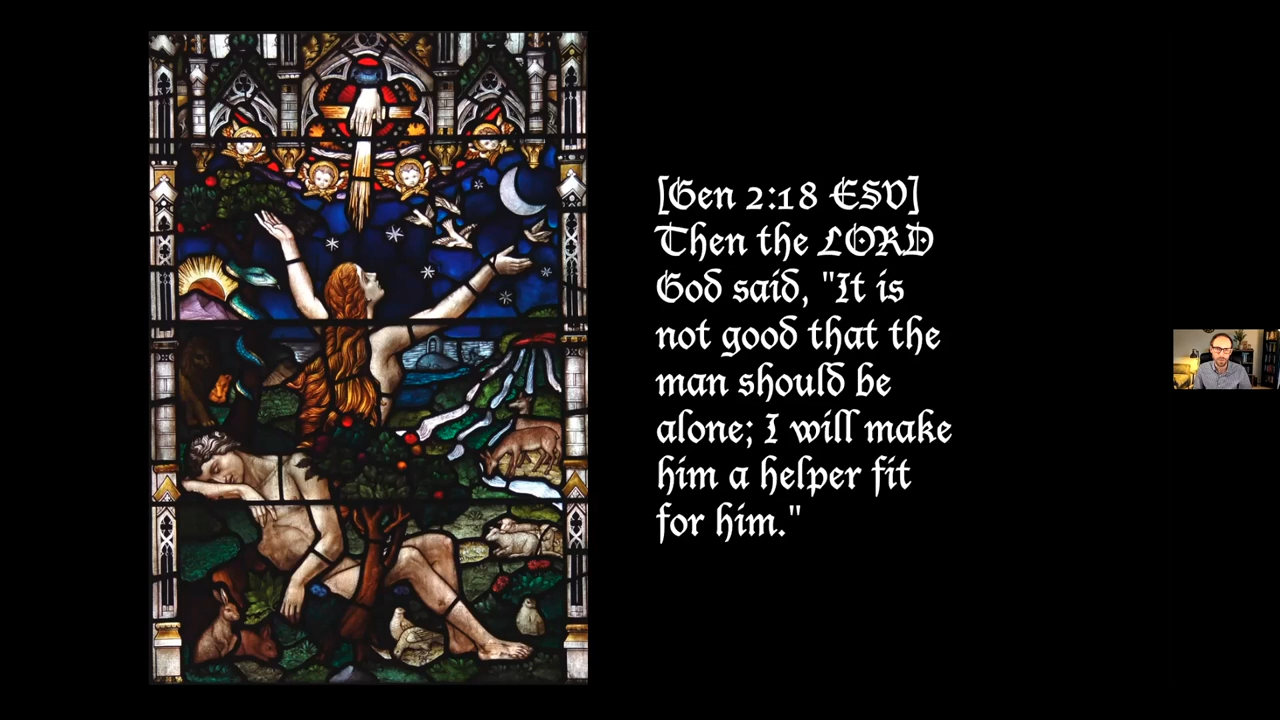 [Gen 2:18 ESV]
Then the LORD
God said, "It is
not good that the
man should be
alone; I will make
him a helper fit
for him."